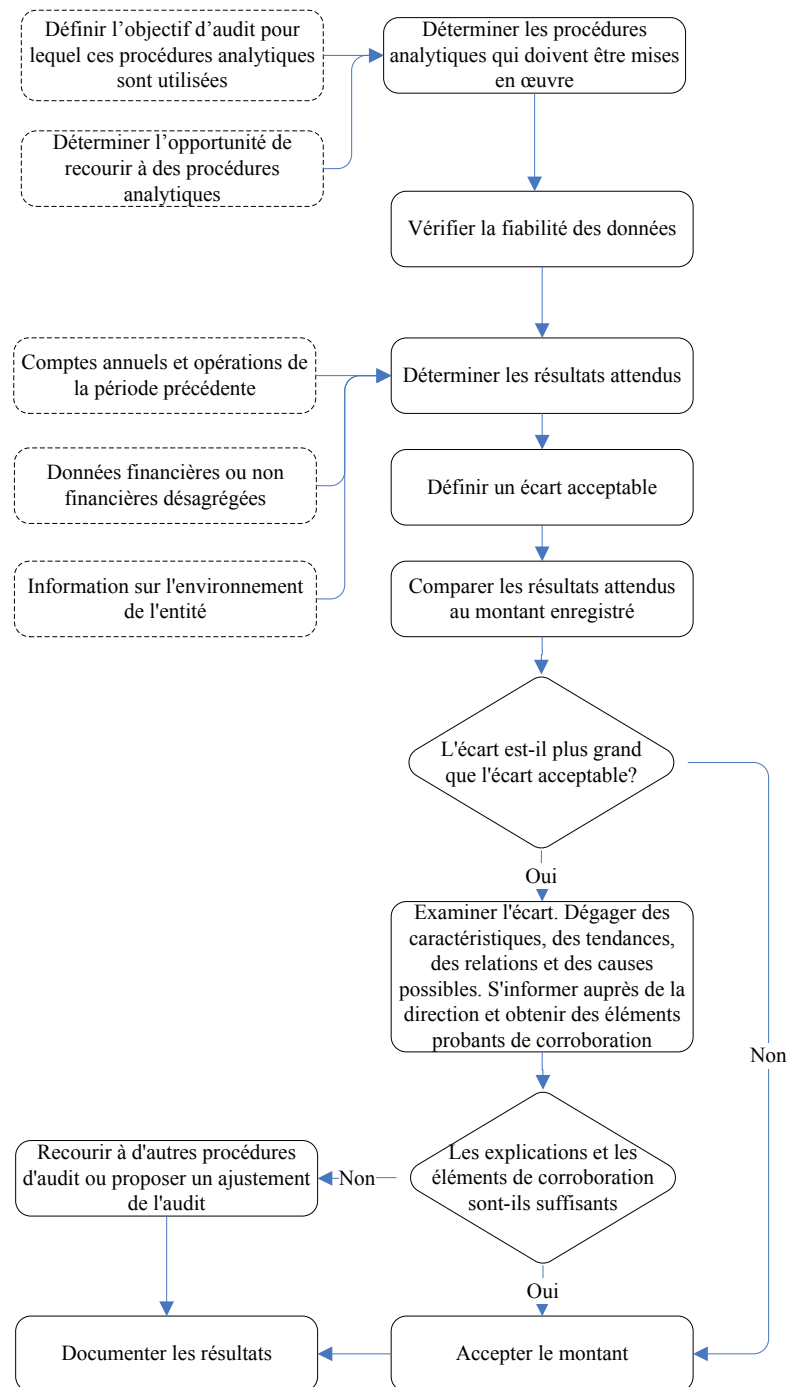 Définir l’objectif d’audit pour
lequel ces procédures analytiques
sont utilisées
Déterminer les procédures
analytiques qui doivent être mises
en œuvre
Déterminer l’opportunité de
recourir à des procédures
analytiques
Vérifier la fiabilité des données
Comptes annuels et opérations de
la période précédente
Déterminer les résultats attendus
Données financières ou non
financières désagrégées
Définir un écart acceptable
Information sur l'environnement
de l'entité
Comparer les résultats attendus
au montant enregistré
L'écart est-il plus grand
que l'écart acceptable?
Oui
Examiner l'écart. Dégager des
caractéristiques, des tendances,
des relations et des causes
possibles. S'informer auprès de la
direction et obtenir des éléments
probants de corroboration
Non
Les explications et les
éléments de corroboration
sont-ils suffisants
Non
Recourir à d'autres procédures
d'audit ou proposer un ajustement
de l'audit
Oui
Documenter les résultats
Accepter le montant